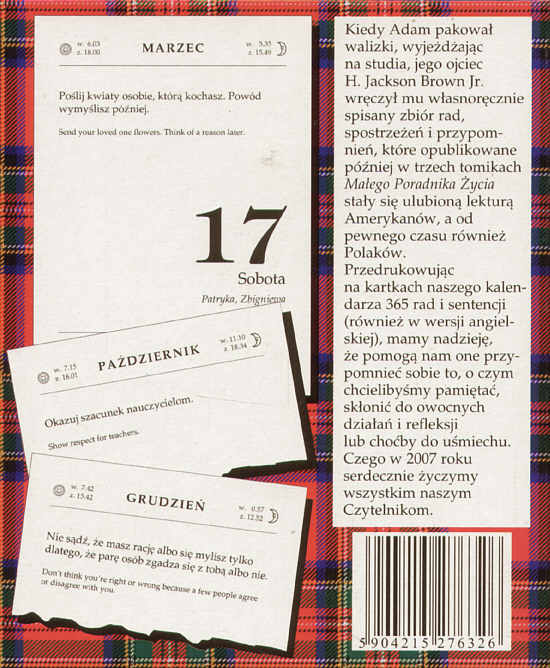 w. 6.03
z. 18.00
MARZEC
w. 5.35
z. 15.49
Poślij kwiaty osobie, którą kochasz. Powód
wymyślisz później.
Send your loved one flowers. Think of a reason later.
17
Sobota
Patryka, Zbigniewa
w. 7.15
z. 16.01
PAŹDZIERNIK
w. 11.10
z. 18.34
Okazuj szacunek nauczycielom.
Show respect for teachers.
w. 7.42
z. 15.42
GRUDZIEŃ
w. 0.57
z. 12.52
Nie sądź, że masz rację albo się mylisz tylko
dlatego, że parę osób zgadza się z tobą albo nie.
Don't think you're right or wrong because a few people agree
or disagree with you.
Kiedy Adam pakował
walizki, wyjeżdżając
na studia, jego ojciec
H. Jackson Brown Jr.
wręczył mu własnoręcznie
spisany zbiór rad,
spostrzeżeń i przypom-
nień, które opublikowane
później w trzech tomikach
Małego Poradnika Życia
stały się ulubioną lekturą
Amerykanów, a od
pewnego czasu również
Polaków.
Przedrukowując
na kartkach naszego kalen-
darza 365 rad i sentencji
(również w wersji angiel-
skiej), mamy nadzieję,
że pomogą nam one przy-
pomnieć sobie to, o czym
chcielibyśmy pamiętać,
skłonić do owocnych
działań i refleksji
lub choćby do uśmiechu.
Czego w 2007 roku
serdecznie życzymy
wszystkim naszym
Czytelnikom.
5904215276326